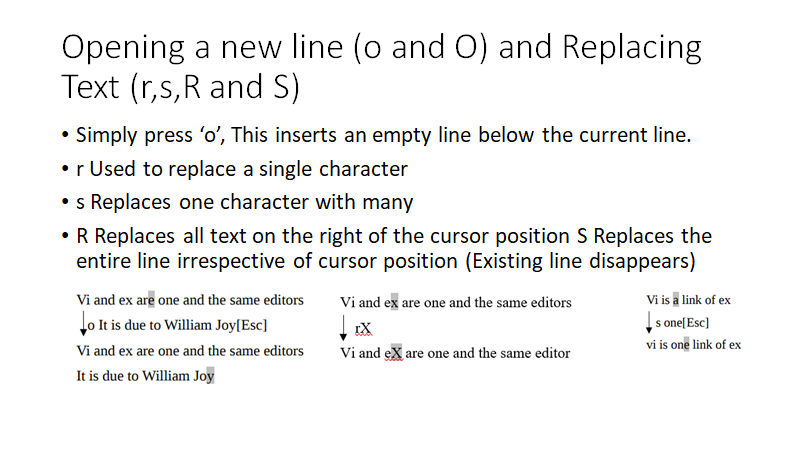 Opening a new line (o and O) and Replacing
Text (r,s,R and S)
• Simply press ‘o’, This inserts an empty line below the current line.
• r Used to replace a single character
• s Replaces one character with many
• R Replaces all text on the right of the cursor position S Replaces the
entire line irrespective of cursor position (Existing line disappears)
Vi and ex are one and the same editors
o It is due to William Joy[Esc]
Vi and ex are one and the same editors
It is due to William Joy
Vi and ex are one and the same editors
rX
Vi and eX are one and the same editor
Vi is a link of ex
s one[Esc]
vi is one link of ex